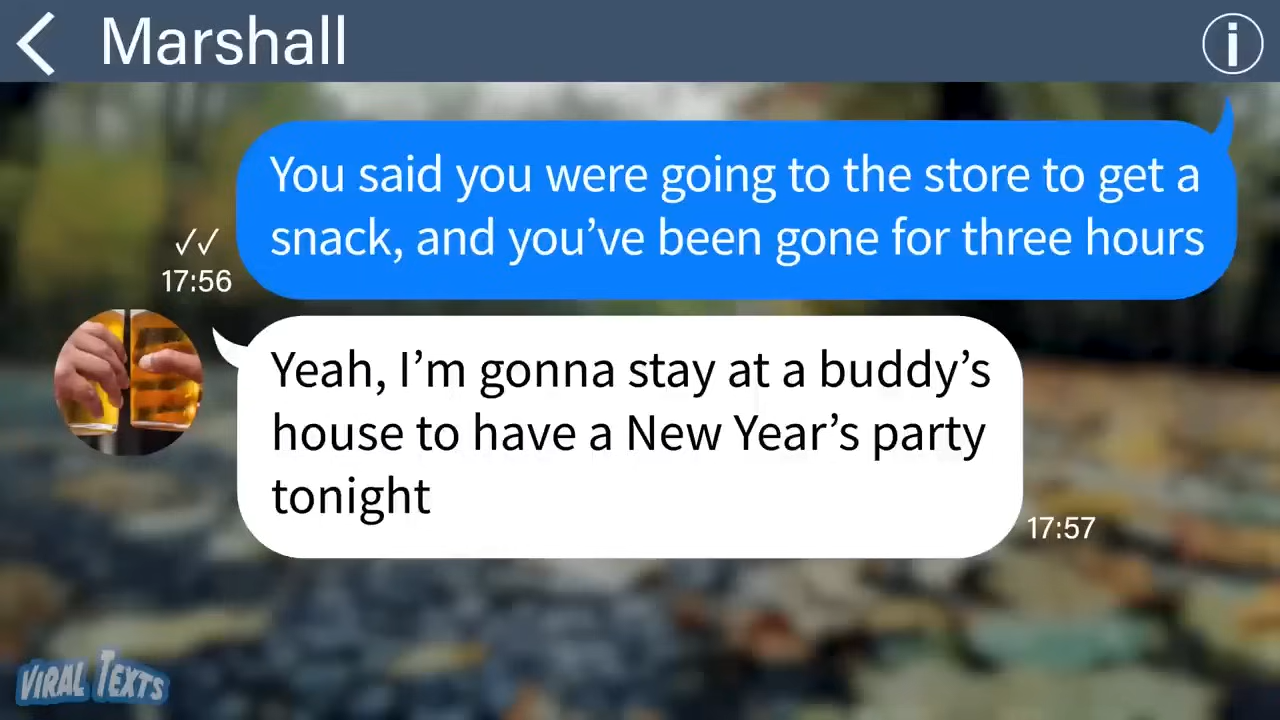 Marshall
You said you were going to the store to get a
snack, and you’ve been gone for three hours
17:56
Yeah, I’m gonna stay at a buddy’s
house to have a New Year’s party
tonight
17:57
VIRAL TEXTS